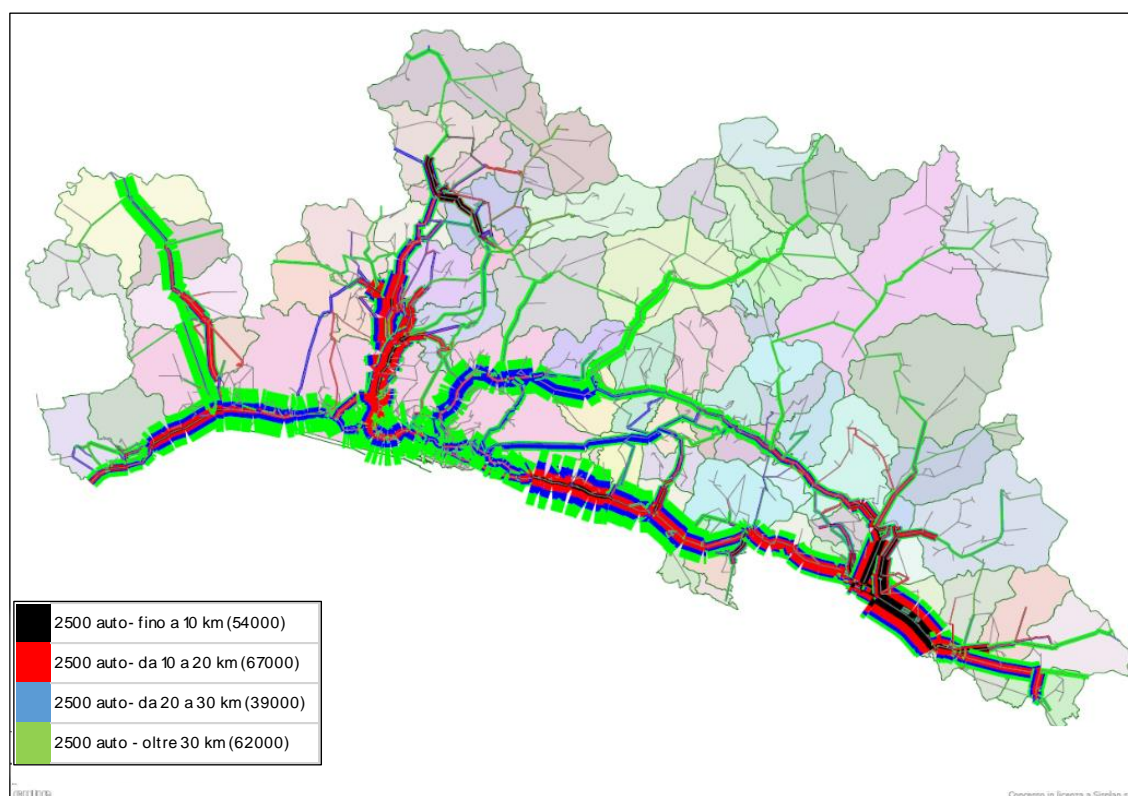 2500 auto- fino a 10 km (54000)
2500 auto- da 10 a 20 km (67000)
2500 auto- da 20 a 30 km (39000)
2500 auto - oltre 30 km (62000)